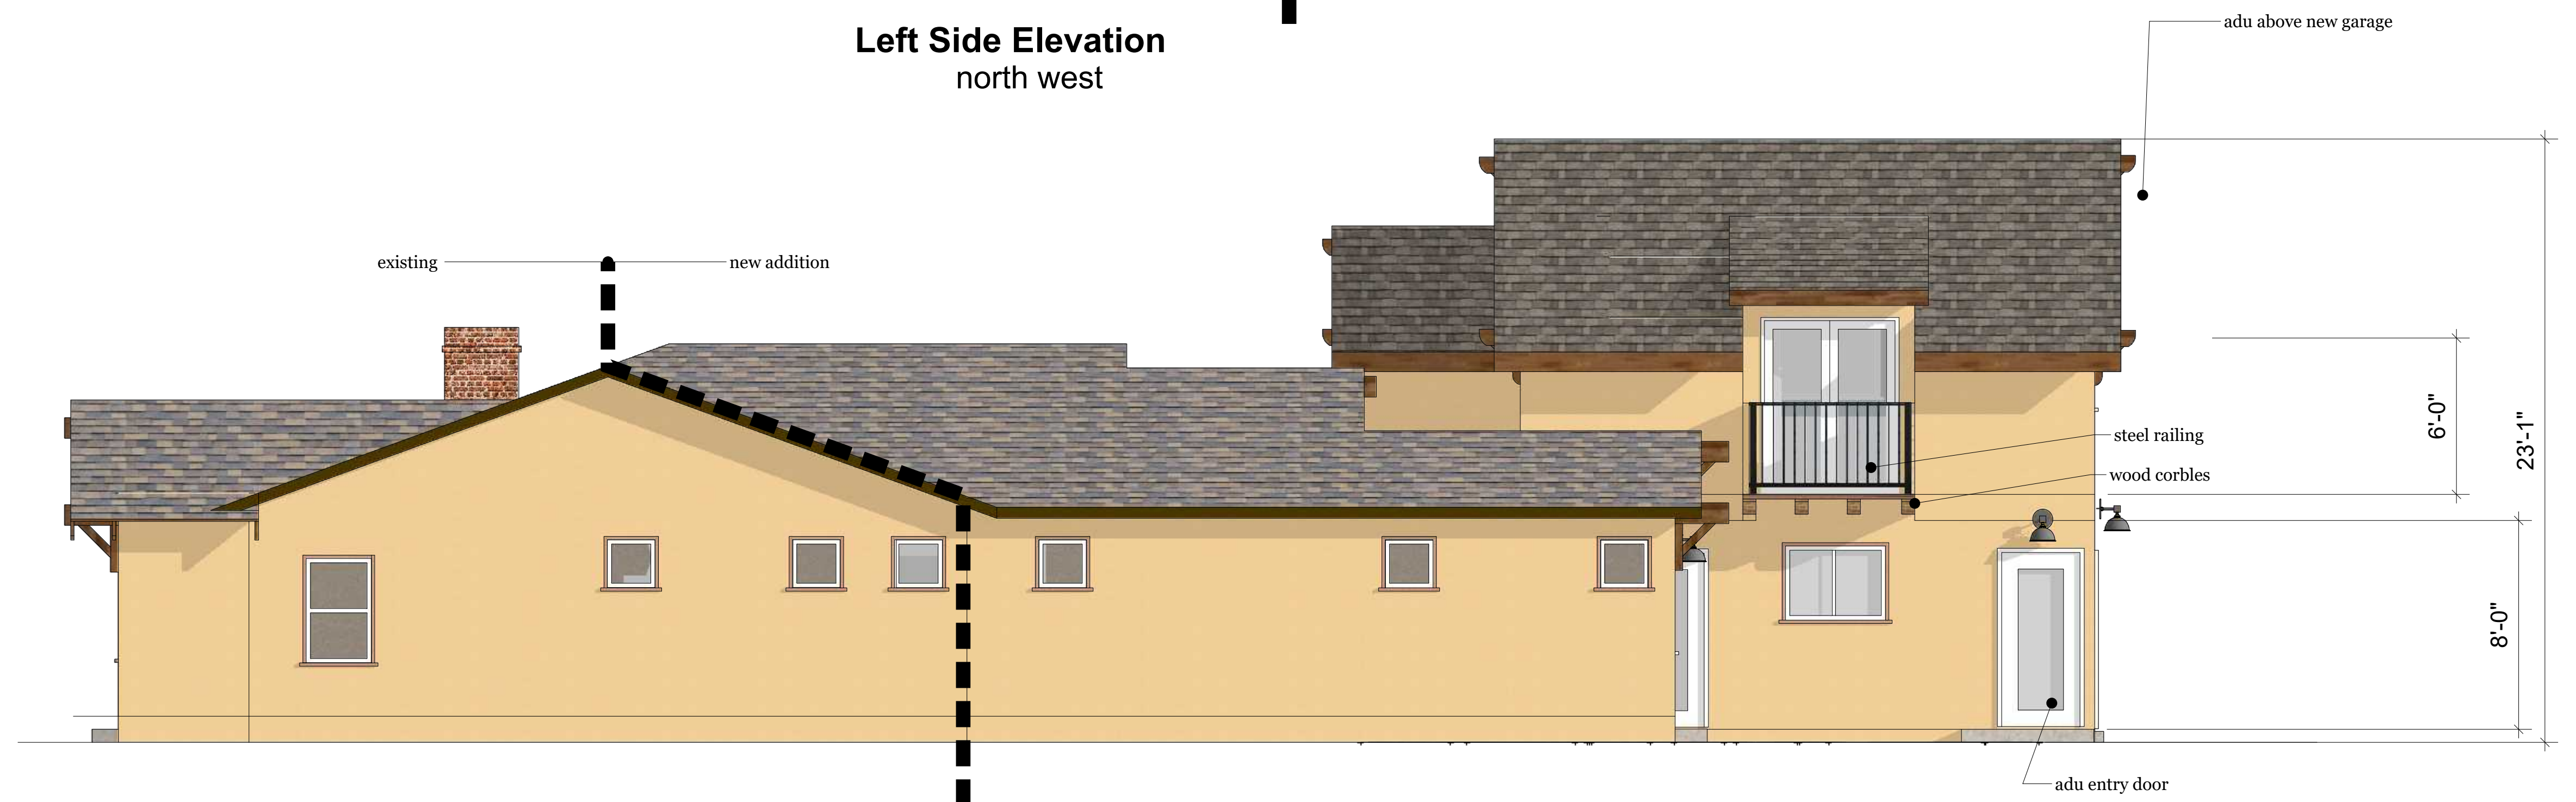 Left Side Elevation
north west
adu above new garage
existing
new addition
steel railing
wood corbles
6'-0"
23'-1"
8'-0"
adu entry door